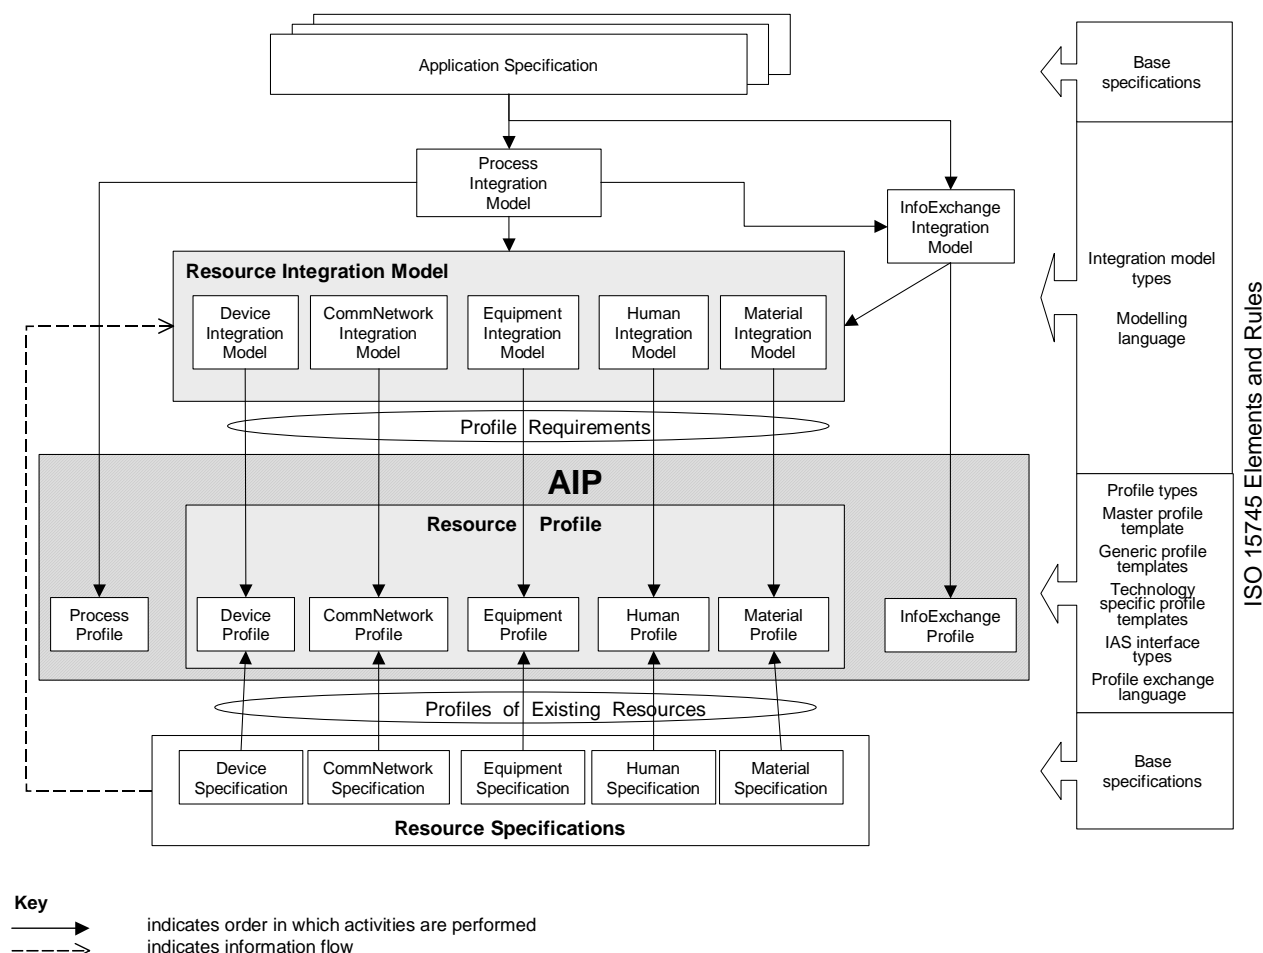 Application Specification
Process
Integration
Model
InfoExchange
Integration
Model
Resource Integration Model
Device
Integration
Model
CommNetwork
Integration
Model
Equipment
Integration
Model
Human
Integration
Model
Material
Integration
Model
Profile Requirements
AIP
Resource Profile
Process
Profile
Device
Profile
CommNetwork
Profile
Equipment
Profile
Human
Profile
Material
Profile
InfoExchange
Profile
Profiles of Existing Resources
Device
Specification
CommNetwork
Specification
Equipment
Specification
Human
Specification
Material
Specification
Resource Specifications
Base
specifications
Integration model
types
Modelling
language
Profile types
Master profile
template
Generic profile
templates
Technology
specific profile
templates
IAS interface
types
Profile exchange
language
Base
specifications
ISO 15745 Elements and Rules
Key
indicates order in which activities are performed
indicates information flow